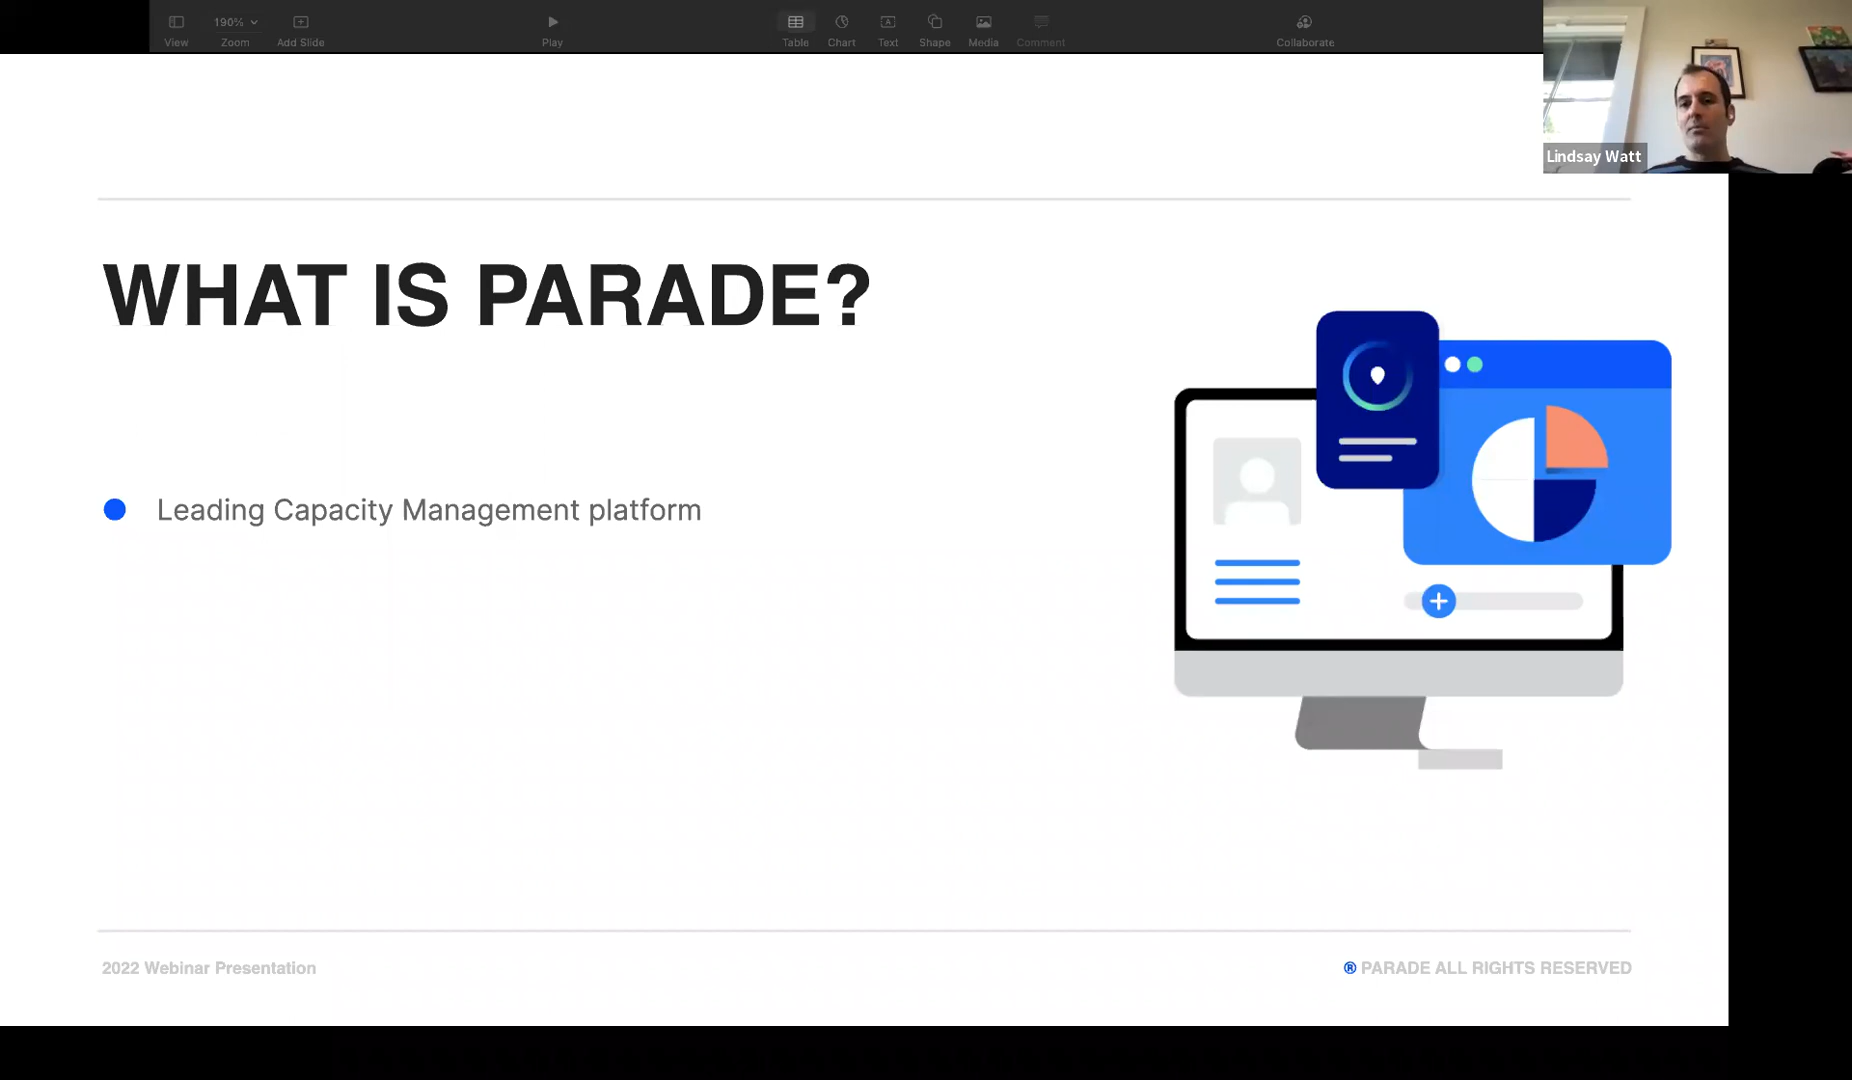 190%
View
Zoom
Add Slide
Play
Table
Chart
Text
Shape
Media
Comment
Collaborate
Lindsay Watt
WHAT IS PARADE?
Leading Capacity Management platform
2022 Webinar Presentation
® PARADE ALL RIGHTS RESERVED